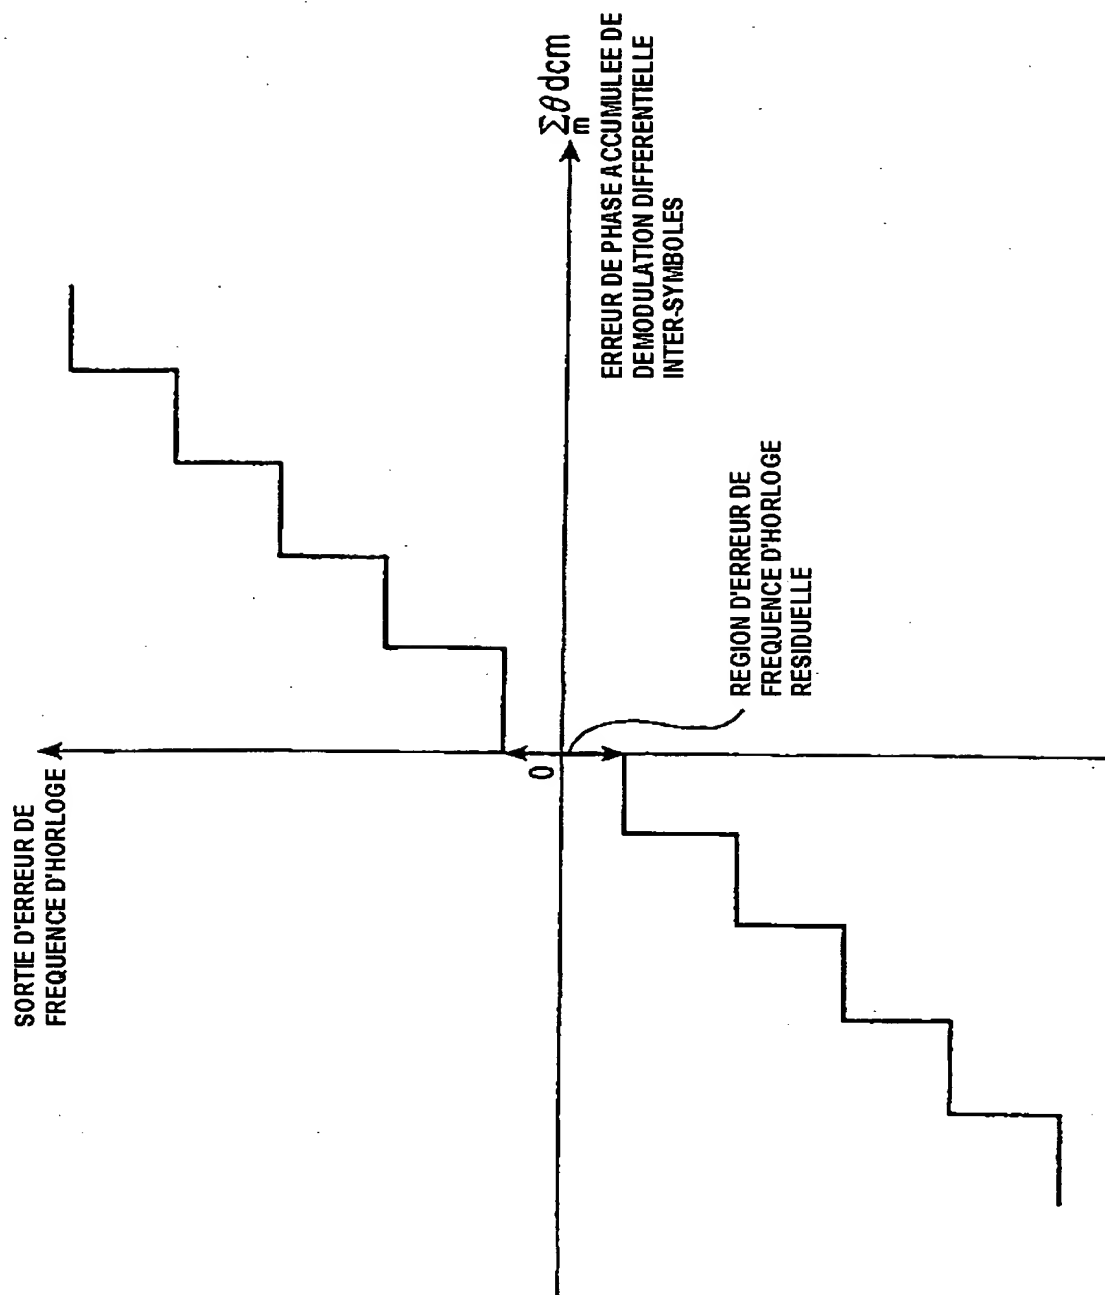 SORTIE D'ERREUR DE
FREQUENCE D'HORLOGE
0
REGION D'ERREUR DE
FREQUENCE D'HORLOGE
RESIDUELLE
Σθdcm
m
ERREUR DE PHASE ACCUMULEE DE
DEMODULATION DIFFERENTIELLE
INTER-SYMBOLES